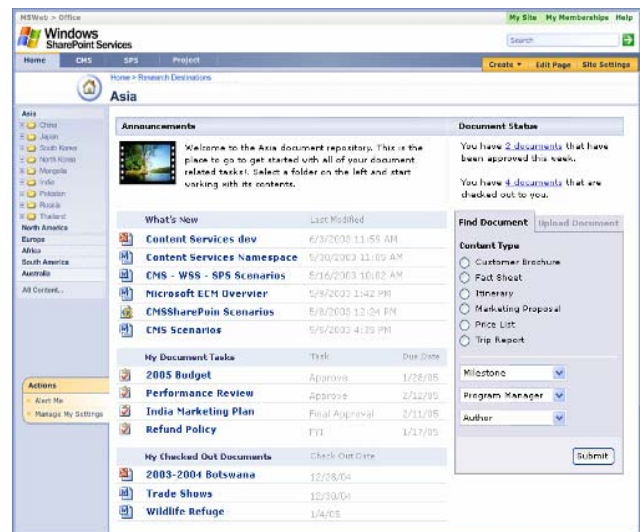 MSWeb > Office
My Site My Memberships Help
Windows
SharePoint Services
Search
Home CMS SPS Project
Create Edit Page Site Settings
Home > Research Destinations
Asia
Asia
China
Japan
South Korea
North Korea
Mongolia
India
Pakistan
Russia
Thailand
North America
Europe
Africa
South America
Australia
All Content...
Actions
Alert Me
Manage My Settings
Announcements
Welcome to the Asia document repository. This is the
place to go to get started with all of your document
related tasks!. Select a folder on the left and start
working with its contents.
What's New Last Modified
Content Services dev 6/3/2003 11:59 AM
Content Services Namespace 5/30/2003 11:05 AM
CMS - WSS - SPS Scenarios 5/16/2003 10:02 AM
Microsoft ECM Overvier 5/9/2003 1:42 PM
CMSSharePoin Scenarios 5/8/2003 12:24 PM
CMS Scenarios 5/5/2003 4:39 PM
My Document Tasks Task Due Date
2005 Budget Approve 1/28/05
Performance Review Approve 2/12/05
India Marketing Plan Final Approval 2/11/05
Refund Policy FYI 1/17/05
My Checked Out Documents Check Out Date
2003-2004 Botswana 12/28/04
Trade Shows 12/30/04
Wildlife Refuge 1/4/05
Document Status
You have 2 documents that have
been approved this week.
You have 4 documents that are
checked out to you.
Find Document Upload Document
Content Type
Customer Brochure
Fact Sheet
Itinerary
Marketing Proposal
Price List
Trip Report
Milestone
Program Manager
Author
Submit